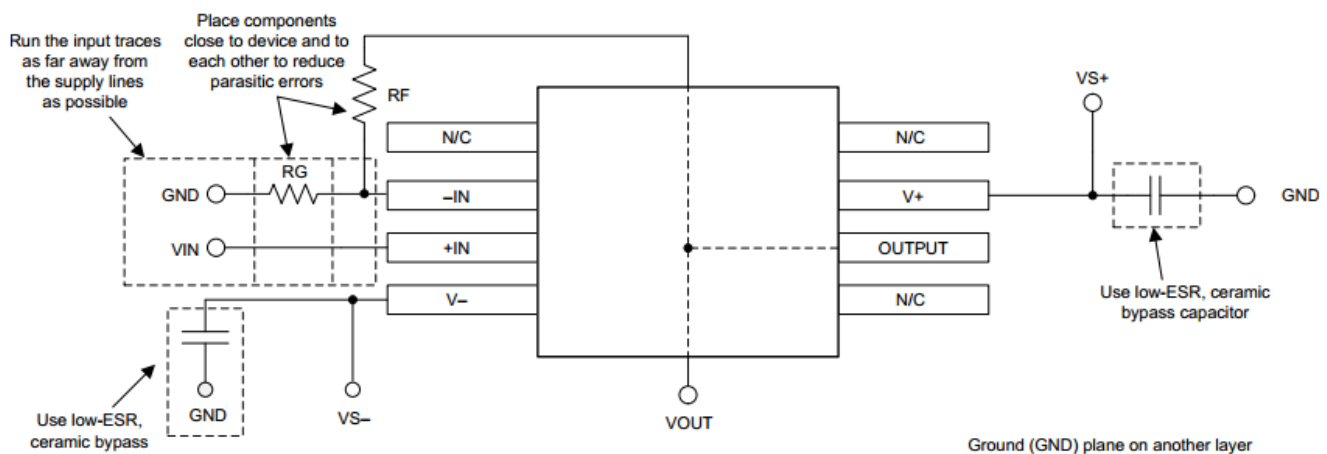 Place components
close to device and to
each other to reduce
parasitic errors
Run the input traces
as far away from
the supply lines
as possible
RF
VS+
N/C
N/C
RG
GND
–IN
V+
GND
VIN
+IN
OUTPUT
V–
N/C
Use low-ESR, ceramic
bypass capacitor
GND
VS–
VOUT
Use low-ESR,
ceramic bypass
Ground (GND) plane on another layer